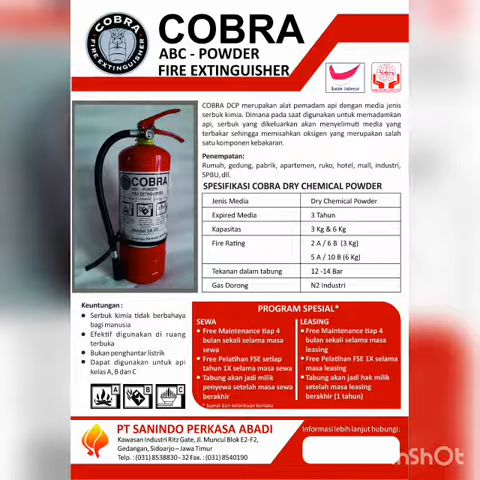 COBRA
FIRE EXTINGUISHER
COBRA
ABC - POWDER
FIRE EXTINGUISHER
COBRA DCP merupakan alat pemadam api dengan media jenis
serbuk kimia. Dimana pada saat digunakan untuk memadamkan
api, serbuk yang dikeluarkan akan menyelimuti media yang
terbakar sehingga memisahkan oksigen yang merupakan salah
satu komponen kebakaran.
Penempatan:
Rumah, gedung, pabrik, apartemen, ruko, hotel, mall, industri,
SPBU, dll.
SPESIFIKASI COBRA DRY CHEMICAL POWDER
Jenis Media Dry Chemical Powder
Expired Media 3 Tahun
Kapasitas 3 Kg & 6 Kg
Fire Rating 2 A / 6 B (3 Kg)
5 A / 10 B (6 Kg)
Tekanan dalam tabung 12 -14 Bar
Gas Dorong N2 Industri
COBRA
ABC - POWDER
FIRE EXTINGUISHER
Keuntungan :
Serbuk kimia tidak berbahaya
bagi manusia
Efektif digunakan di ruang
terbuka
Bukan penghantar listrik
Dapat digunakan untuk api
kelas A, B dan C
A B C
PROGRAM SPESIAL*
SEWA
Free Maintenance tiap 4
bulan sekali selama masa
sewa
Free Pelatihan FSE setiap
tahun 1X selama masa sewa
Tabung akan jadi milik
penyewa setelah masa sewa
berakhir
* Syarat dan ketentuan berlaku
LEASING
Free Maintenance tiap 4
bulan sekali selama masa
leasing
Free Pelatihan FSE 1X selama
masa leasing
Tabung akan jadi hak milik
setelah masa leasing
berakhir (1 tahun)
PT SANINDO PERKASA ABADI
Kawasan Industri Ritz Gate, Jl. Muncul Blok E2-F2,
Gedangan, Sidoarjo – Jawa Timur
Telp. : (031) 8538830 - 32 Fax. : (031) 8540190
Informasi lebih lanjut hubungi: